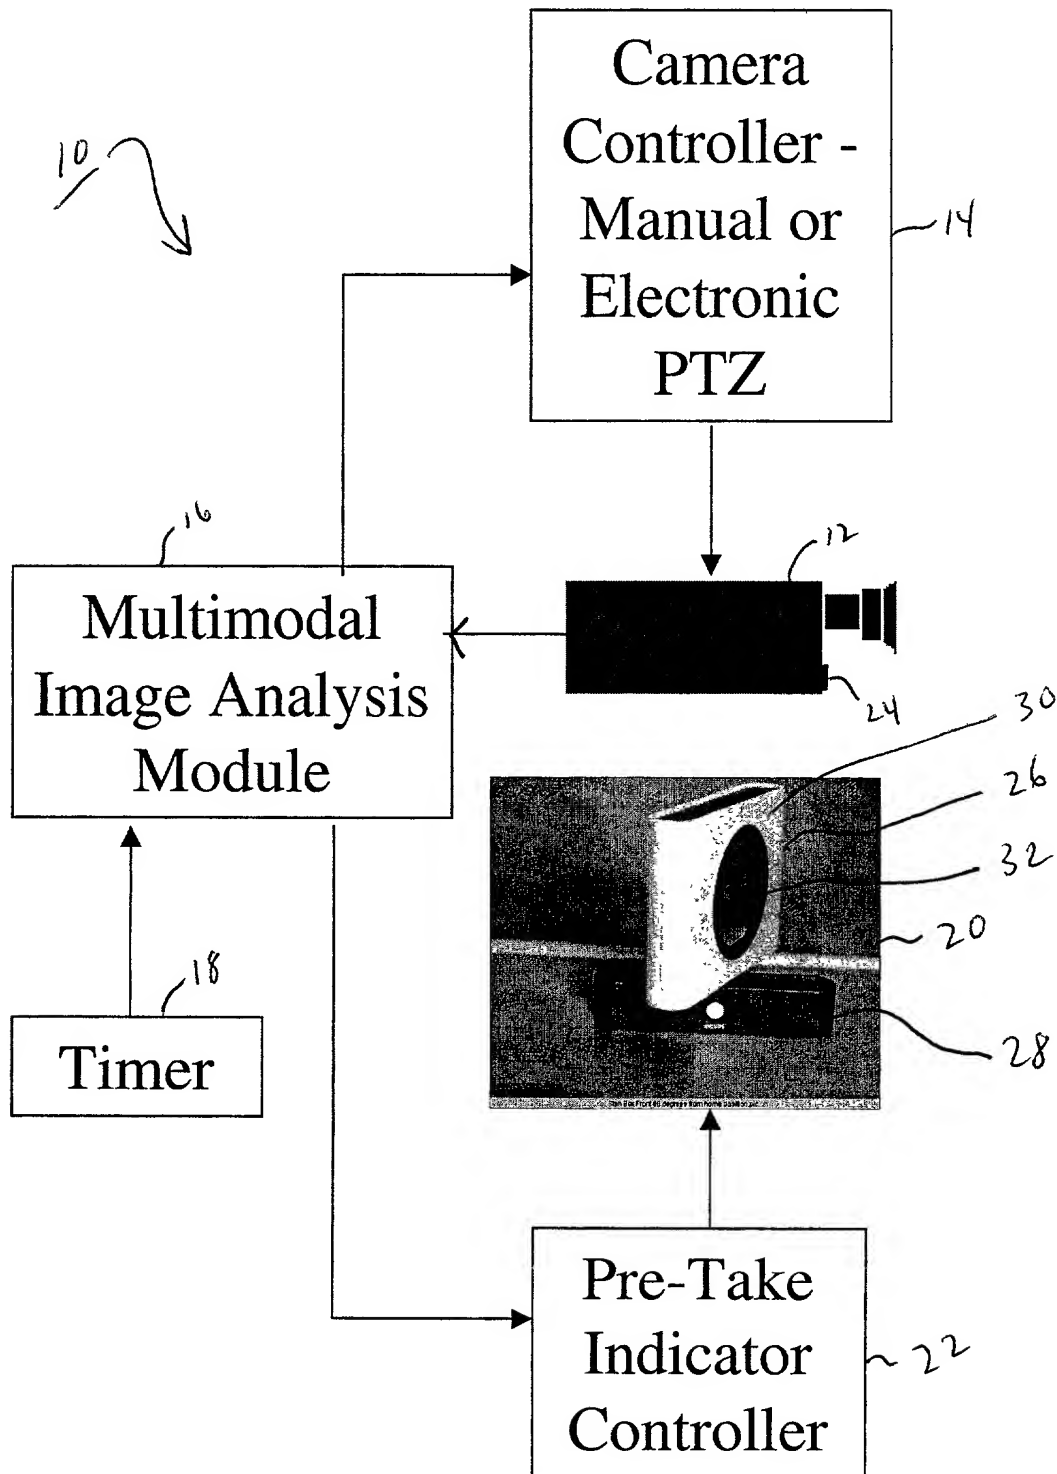 Camera
Controller -
Manual or
Electronic
PTZ
14
10
16
12
Multimodal
Image Analysis
Module
24
30
26
32
20
18
Timer
28
Pre-Take
Indicator
Controller
22